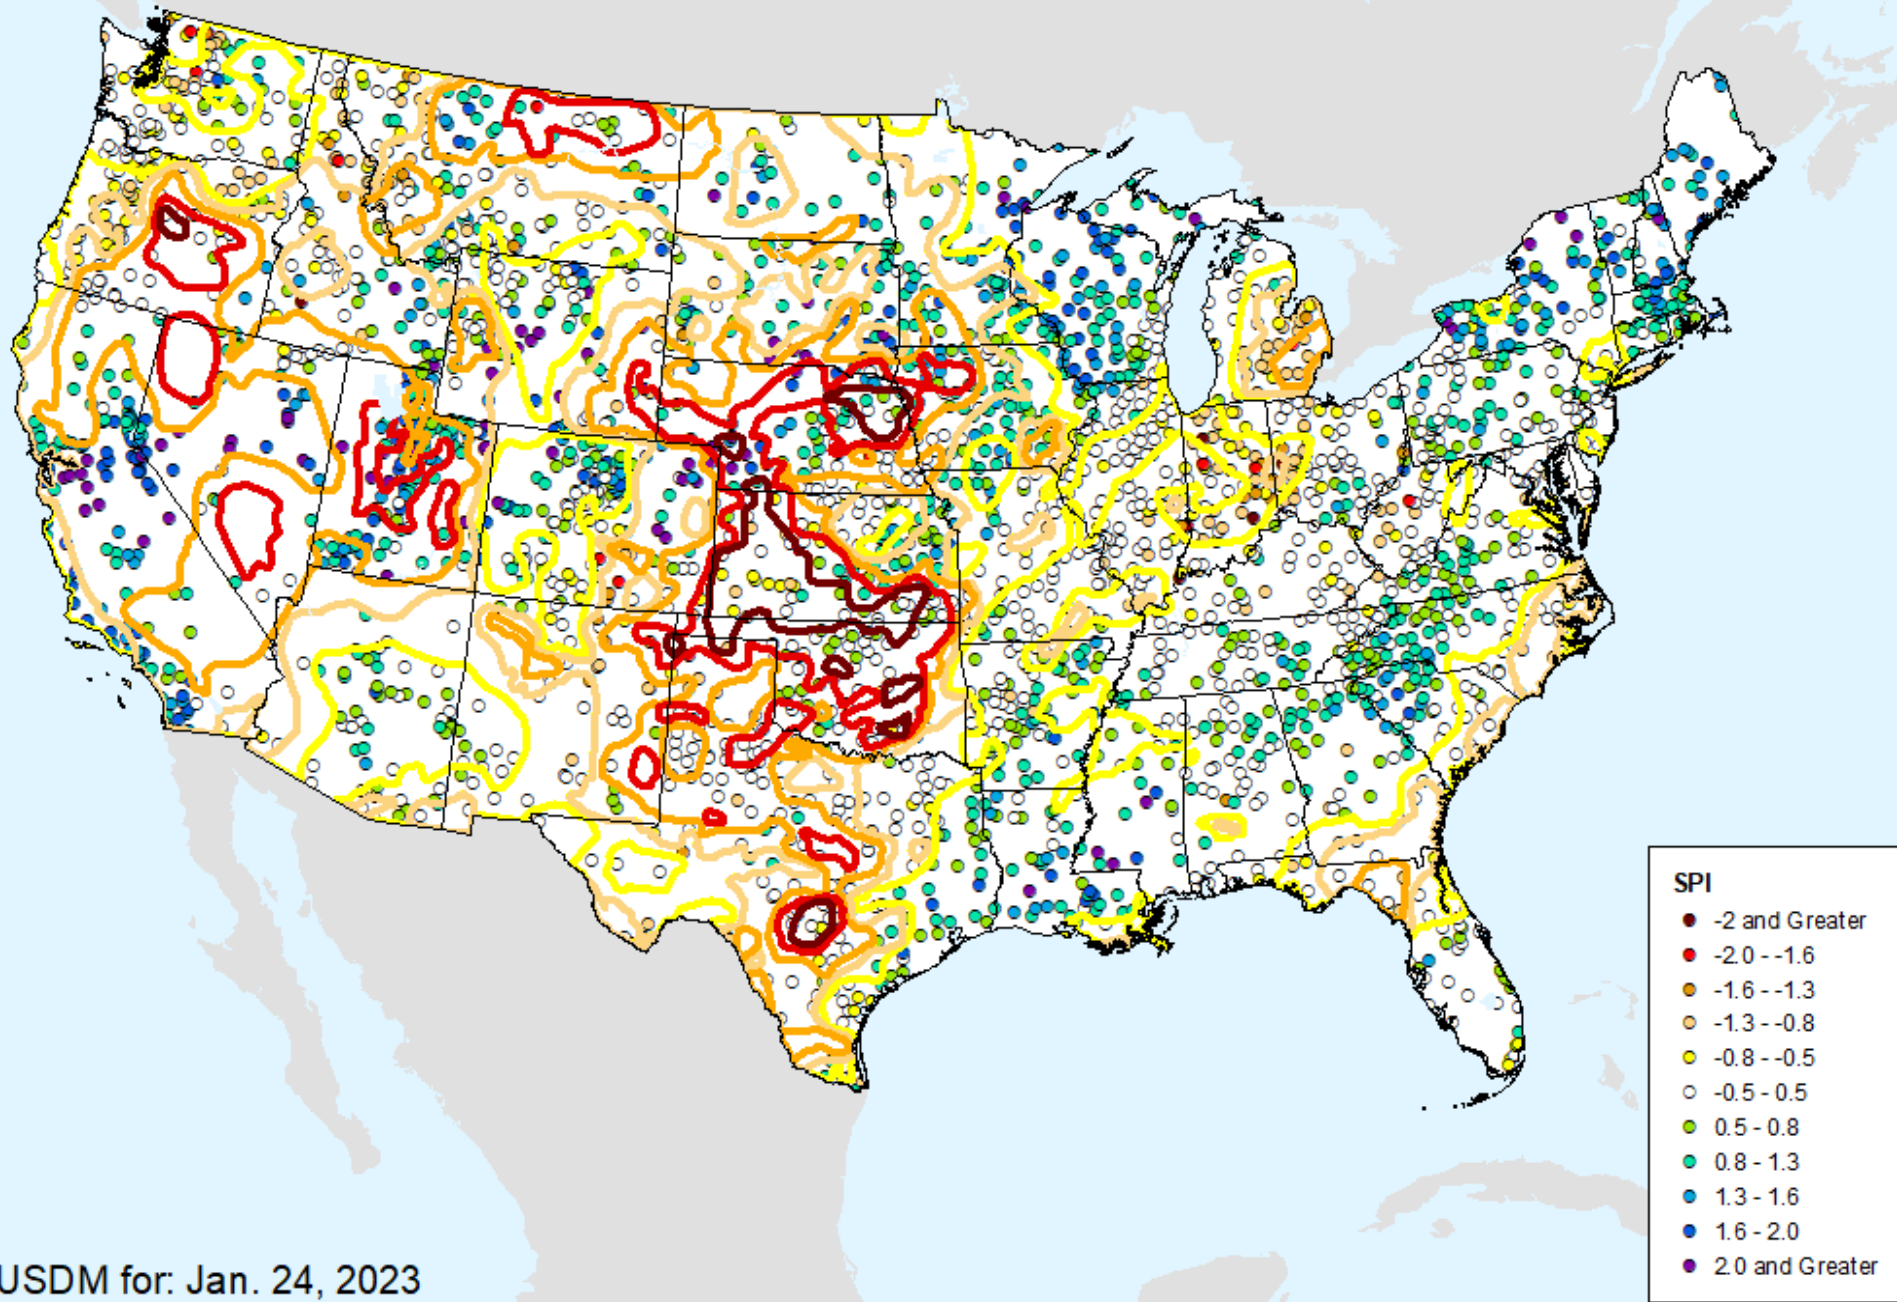 SPI
-2 and Greater
-2.0 - -1.6
-1.6 - -1.3
-1.3 - -0.8
-0.8 - -0.5
-0.5 - 0.5
0.5 - 0.8
0.8 - 1.3
1.3 - 1.6
1.6 - 2.0
2.0 and Greater
USDM for: Jan. 24, 2023